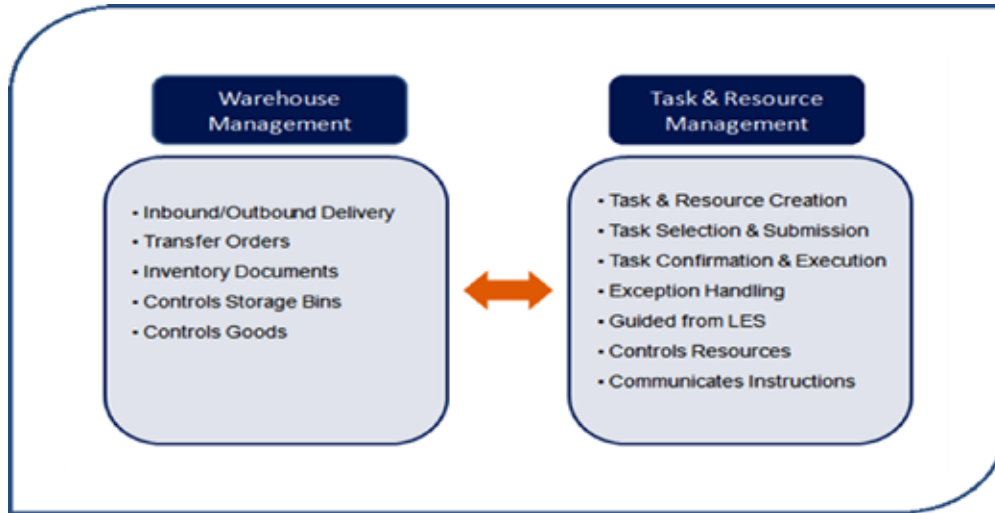 Warehouse
Management
• Inbound/Outbound Delivery
• Transfer Orders
• Inventory Documents
• Controls Storage Bins
• Controls Goods
Task & Resource
Management
• Task & Resource Creation
• Task Selection & Submission
• Task Confirmation & Execution
• Exception Handling
• Guided from LES
• Controls Resources
• Communicates Instructions